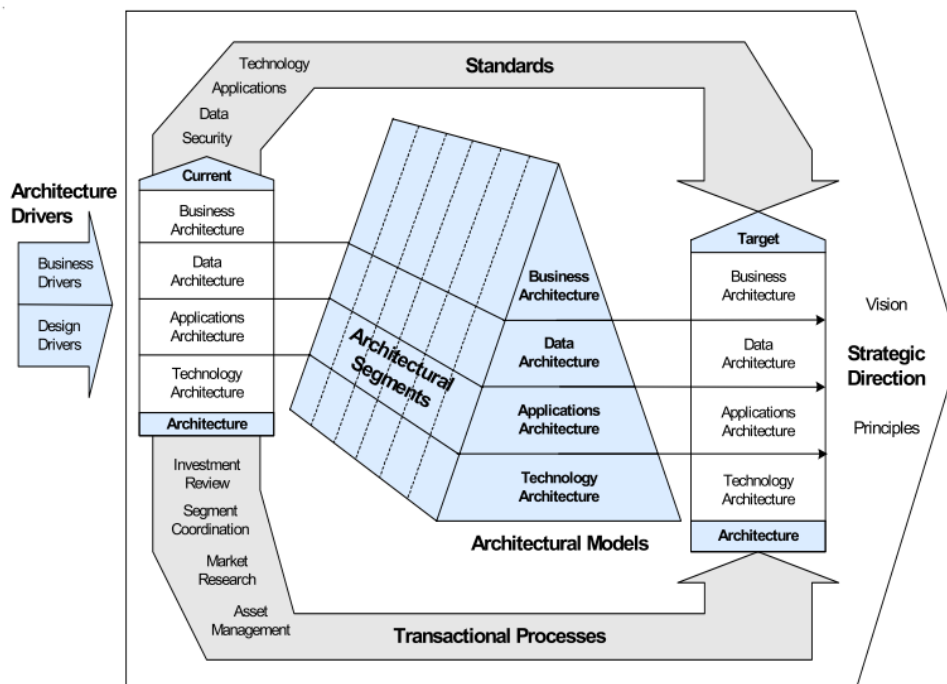 Technology
Applications
Data
Security
Standards
Architecture
Drivers
Business
Drivers
Design
Drivers
Current
Business
Architecture
Data
Architecture
Applications
Architecture
Technology
Architecture
Architecture
Investment
Review
Segment
Coordination
Market
Research
Asset
Management
Transactional Processes
Architectural
Segments
Business
Architecture
Data
Architecture
Applications
Architecture
Technology
Architecture
Architectural Models
Target
Business
Architecture
Data
Architecture
Applications
Architecture
Technology
Architecture
Architecture
Vision
Strategic
Direction
Principles